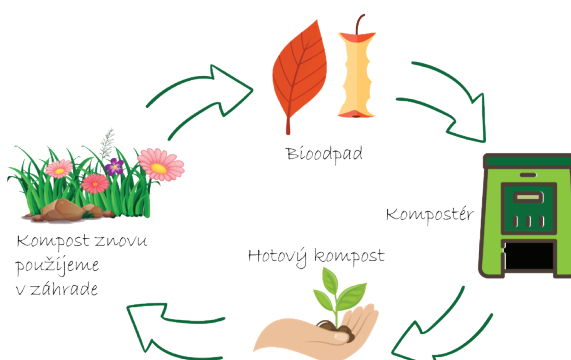 Bioodpad
Kompostér
Hotový kompost
Kompost znovu
použijeme
v záhrade